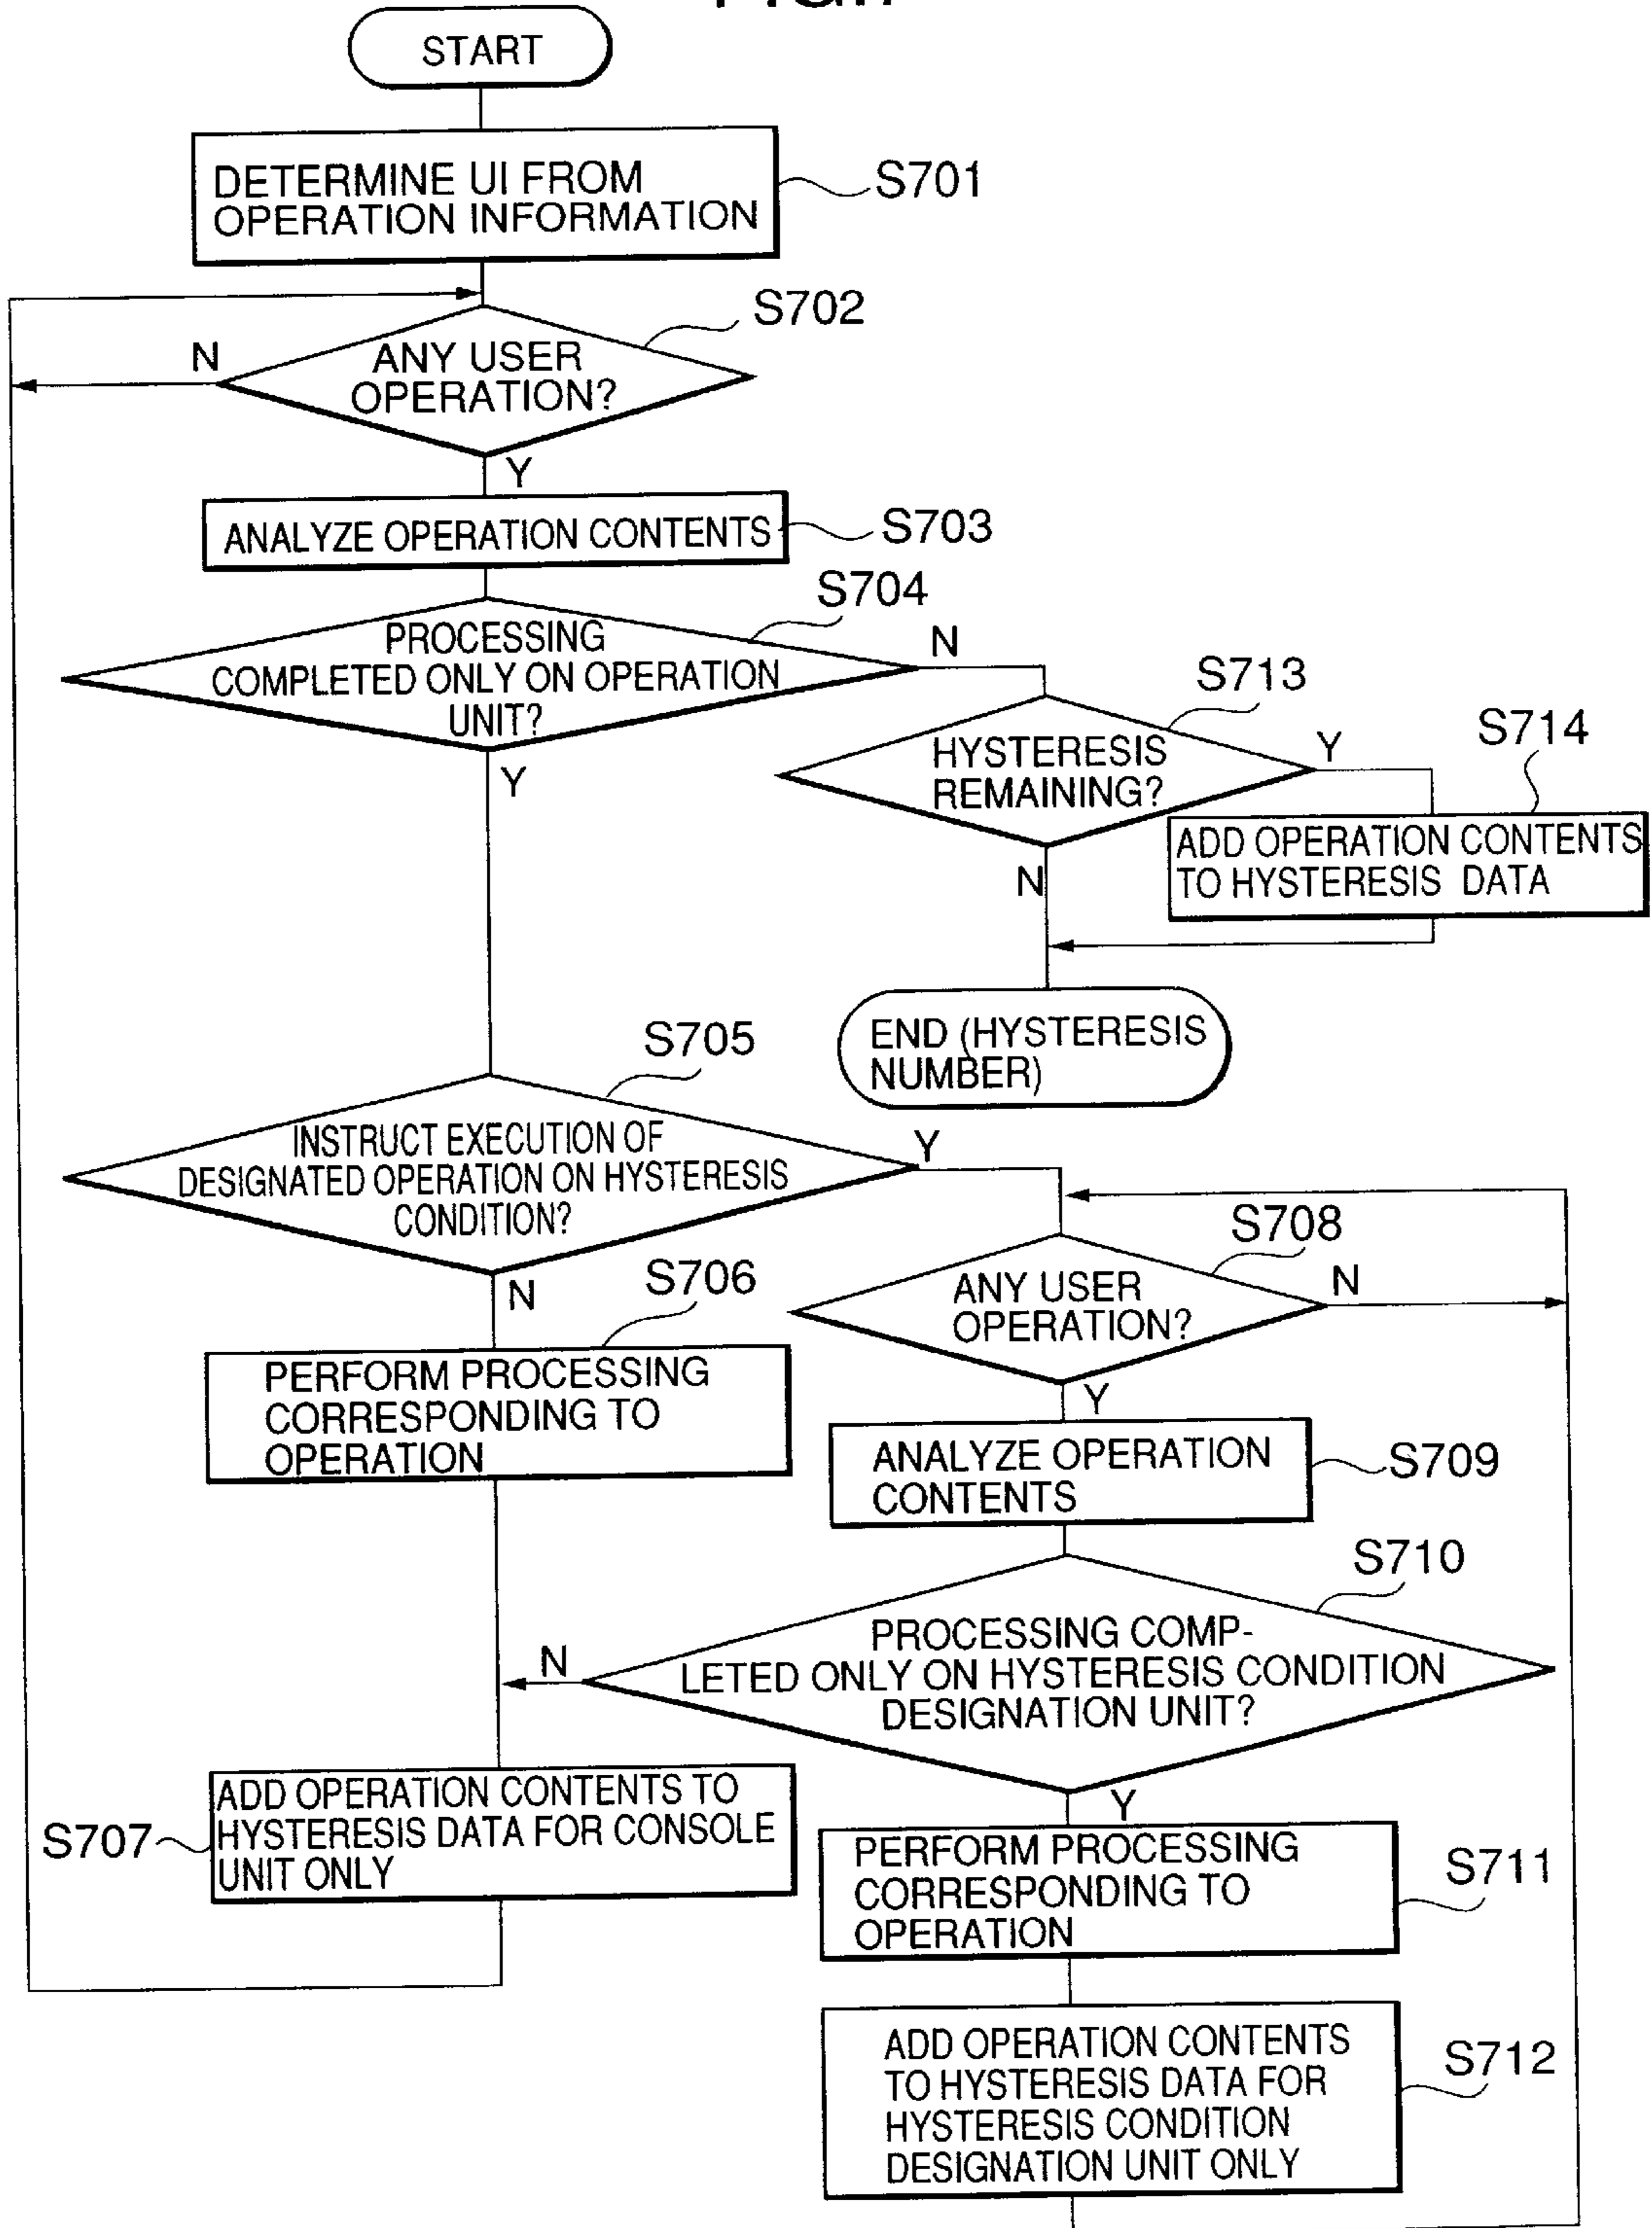 START
DETERMINE UI FROM
OPERATION INFORMATION
S701
S702
N
ANY USER
OPERATION?
Y
ANALYZE OPERATION CONTENTS
S703
S704
PROCESSING
COMPLETED ONLY ON OPERATION
UNIT?
N
Y
S713
HYSTERESIS
REMAINING?
Y
N
S714
ADD OPERATION CONTENTS
TO HYSTERESIS DATA
END (HYSTERESIS
NUMBER)
S705
INSTRUCT EXECUTION OF
DESIGNATED OPERATION ON HYSTERESIS
CONDITION?
Y
N
S706
PERFORM PROCESSING
CORRESPONDING TO
OPERATION
S708
ANY USER
OPERATION?
N
Y
ANALYZE OPERATION
CONTENTS
S709
S710
PROCESSING COMP-
LETED ONLY ON HYSTERESIS CONDITION
DESIGNATION UNIT?
N
Y
S707
ADD OPERATION CONTENTS TO
HYSTERESIS DATA FOR CONSOLE
UNIT ONLY
PERFORM PROCESSING
CORRESPONDING TO
OPERATION
S711
ADD OPERATION CONTENTS
TO HYSTERESIS DATA FOR
HYSTERESIS CONDITION
DESIGNATION UNIT ONLY
S712